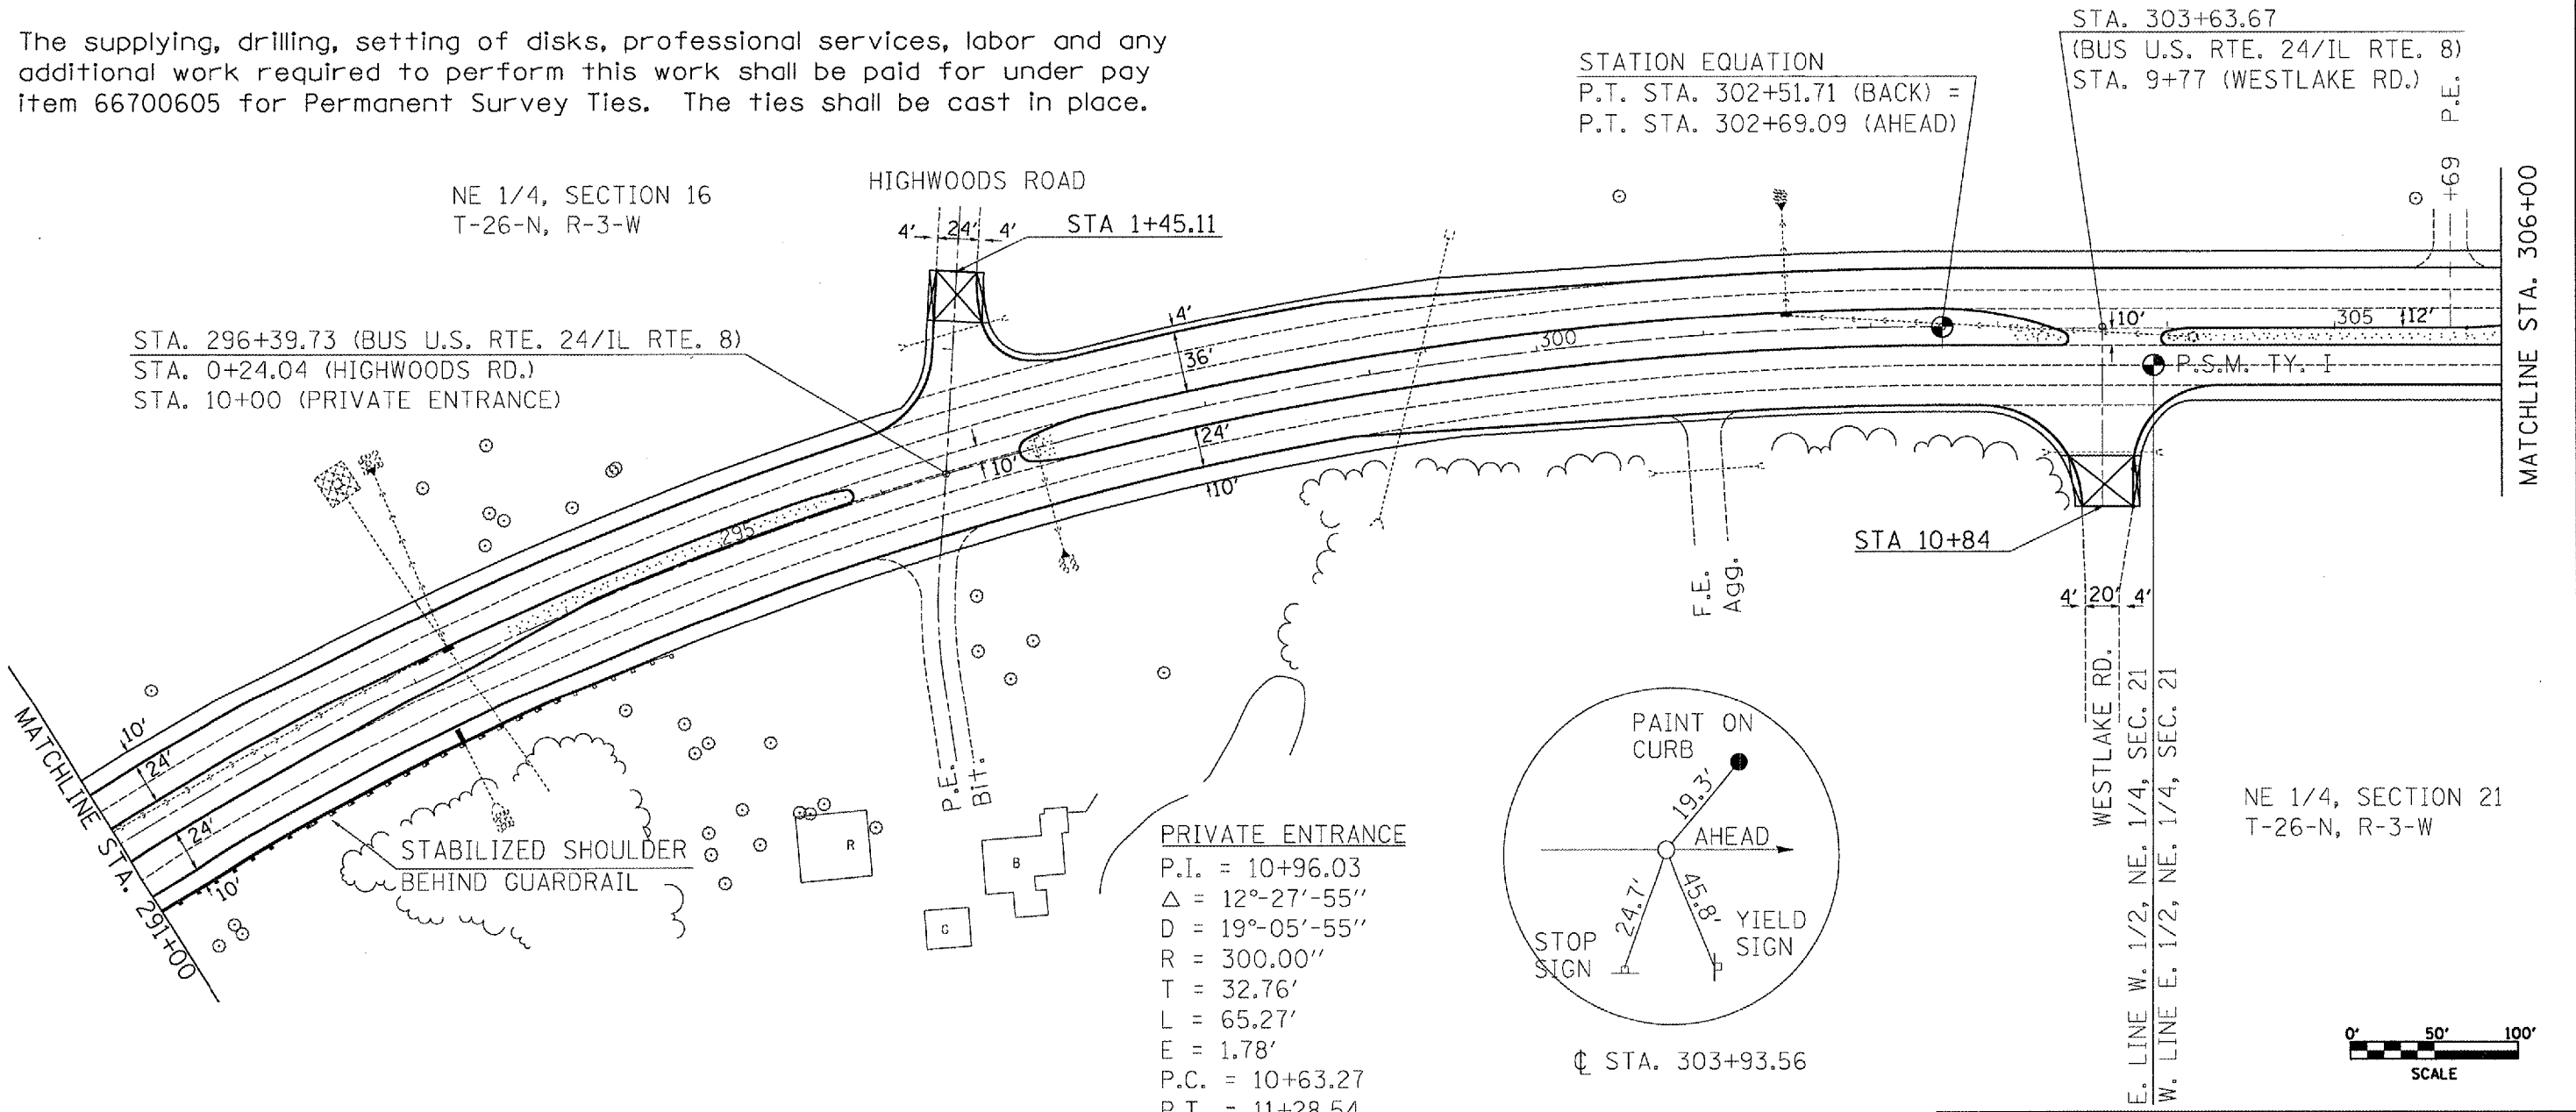 The supplying, drilling, setting of disks, professional services, labor and any
additional work required to perform this work shall be paid for under pay
item 66700605 for Permanent Survey Ties. The ties shall be cast in place.
STA. 303+63.67
(BUS U.S. RTE. 24/IL RTE. 8)
STA. 9+77 (WESTLAKE RD.)
STATION EQUATION
P.T. STA. 302+51.71 (BACK) =
P.T. STA. 302+69.09 (AHEAD)
+69 P.E.
MATCHLINE STA. 306+00
NE 1/4, SECTION 16
T-26-N, R-3-W
HIGHWOODS ROAD
4' 24' 4'
STA 1+45.11
STA. 296+39.73 (BUS U.S. RTE. 24/IL RTE. 8)
STA. 0+24.04 (HIGHWOODS RD.)
STA. 10+00 (PRIVATE ENTRANCE)
4'
36'
300
10'
305
12'
P.S.M. TY. I
24'
10'
10'
295
STA 10+84
4' 20' 4'
F.E.
Agg.
10'
24'
24'
10'
MATCHLINE STA. 291+00
STABILIZED SHOULDER
BEHIND GUARDRAIL
P.E.
Bit.
R
B
G
PRIVATE ENTRANCE
P.I. = 10+96.03
△ = 12°-27'-55''
D = 19°-05'-55''
R = 300.00''
T = 32.76'
L = 65.27'
E = 1.78'
P.C. = 10+63.27
P.T. = 11+28.54
PAINT ON
CURB
19.3'
AHEAD
24.7'
45.8'
STOP
SIGN
YIELD
SIGN
℄ STA. 303+93.56
WESTLAKE RD.
E. LINE W. 1/2, NE. 1/4, SEC. 21
W. LINE E. 1/2, NE. 1/4, SEC. 21
NE 1/4, SECTION 21
T-26-N, R-3-W
0' 50' 100'
SCALE